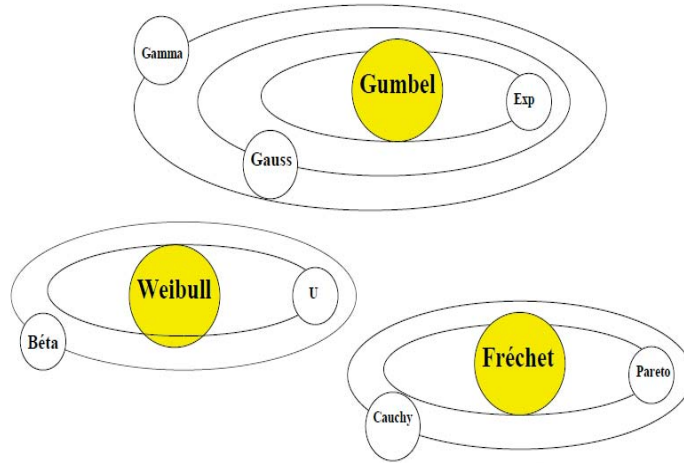 Gamma
Gumbel
Exp
Gauss
Weibull
U
Béta
Fréchet
Pareto
Cauchy